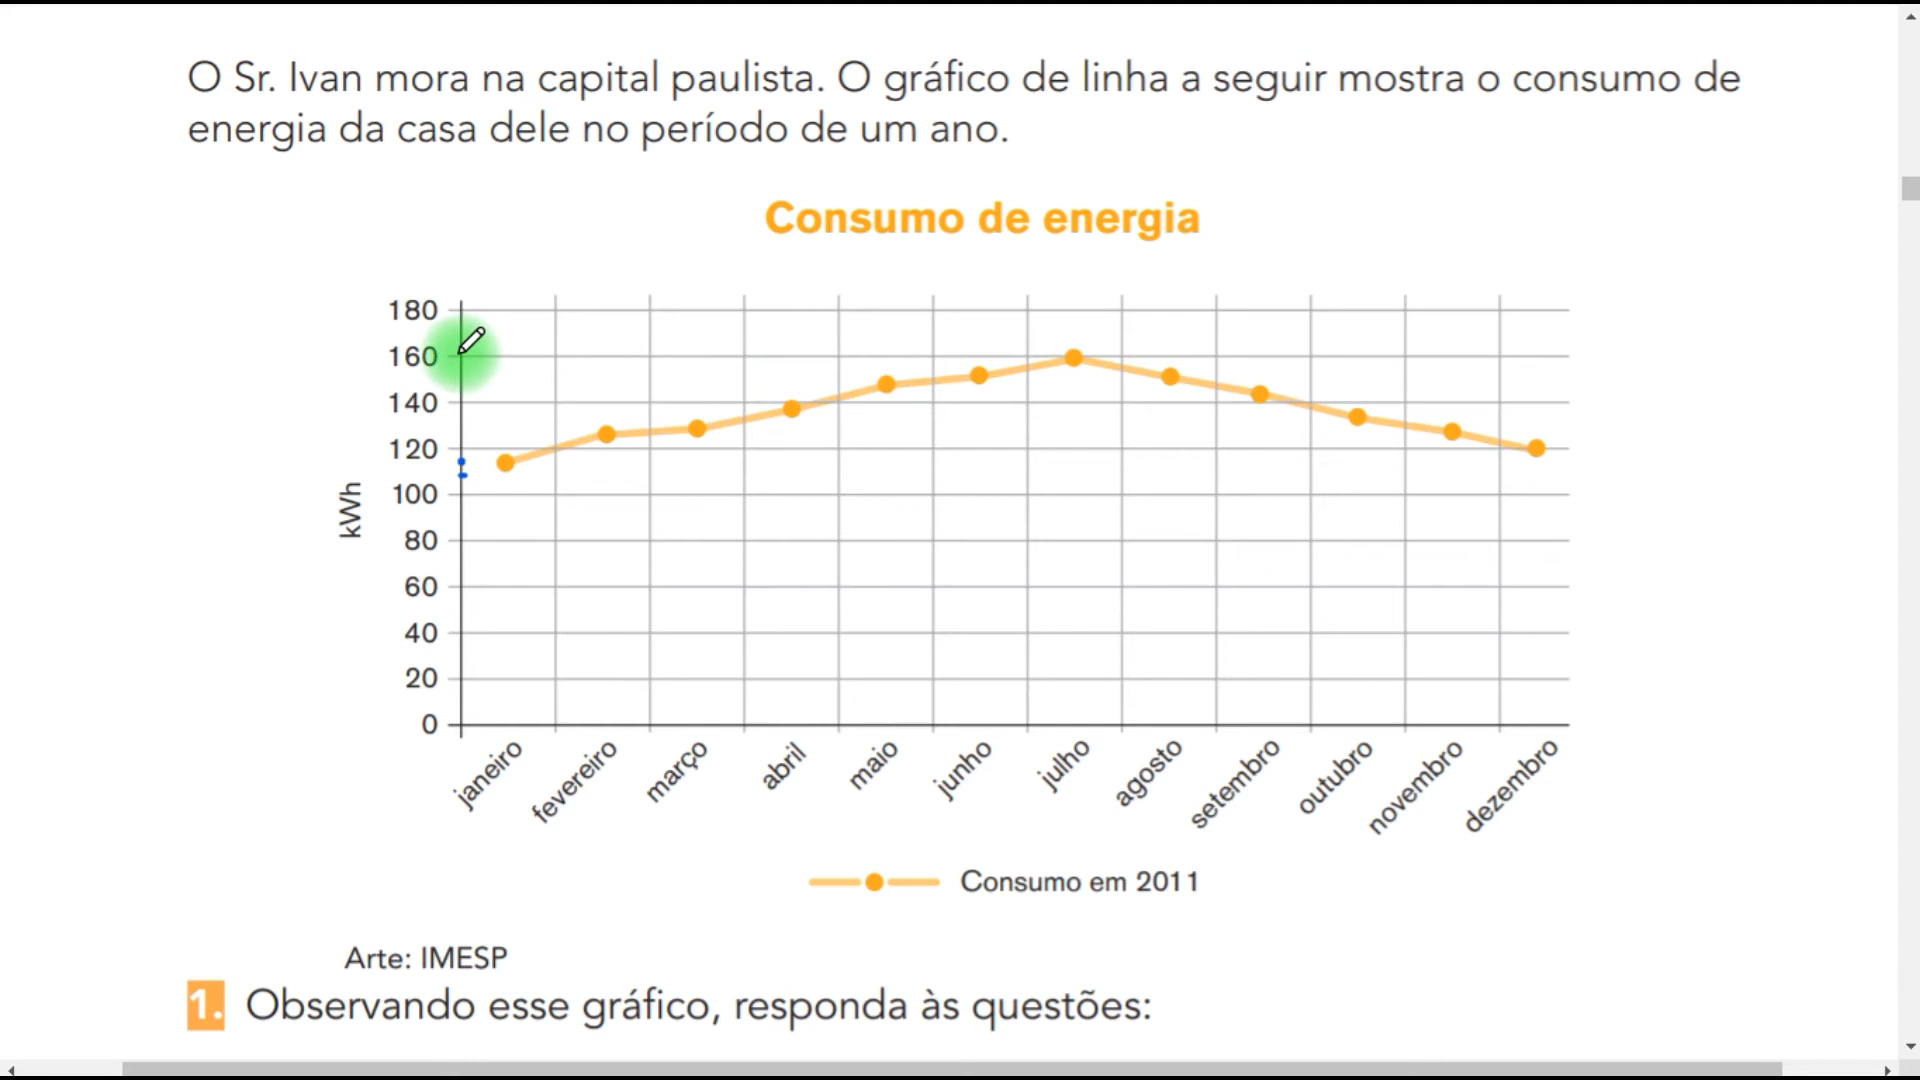 O Sr. Ivan mora na capital paulista. O gráfico de linha a seguir mostra o consumo de
energia da casa dele no período de um ano.
Consumo de energia
180
160
140
120
100
80
60
40
20
0
kWh
janeiro
fevereiro
março
abril
maio
junho
julho
agosto
setembro
outubro
novembro
dezembro
Consumo em 2011
Arte: IMESP
1. Observando esse gráfico, responda às questões: